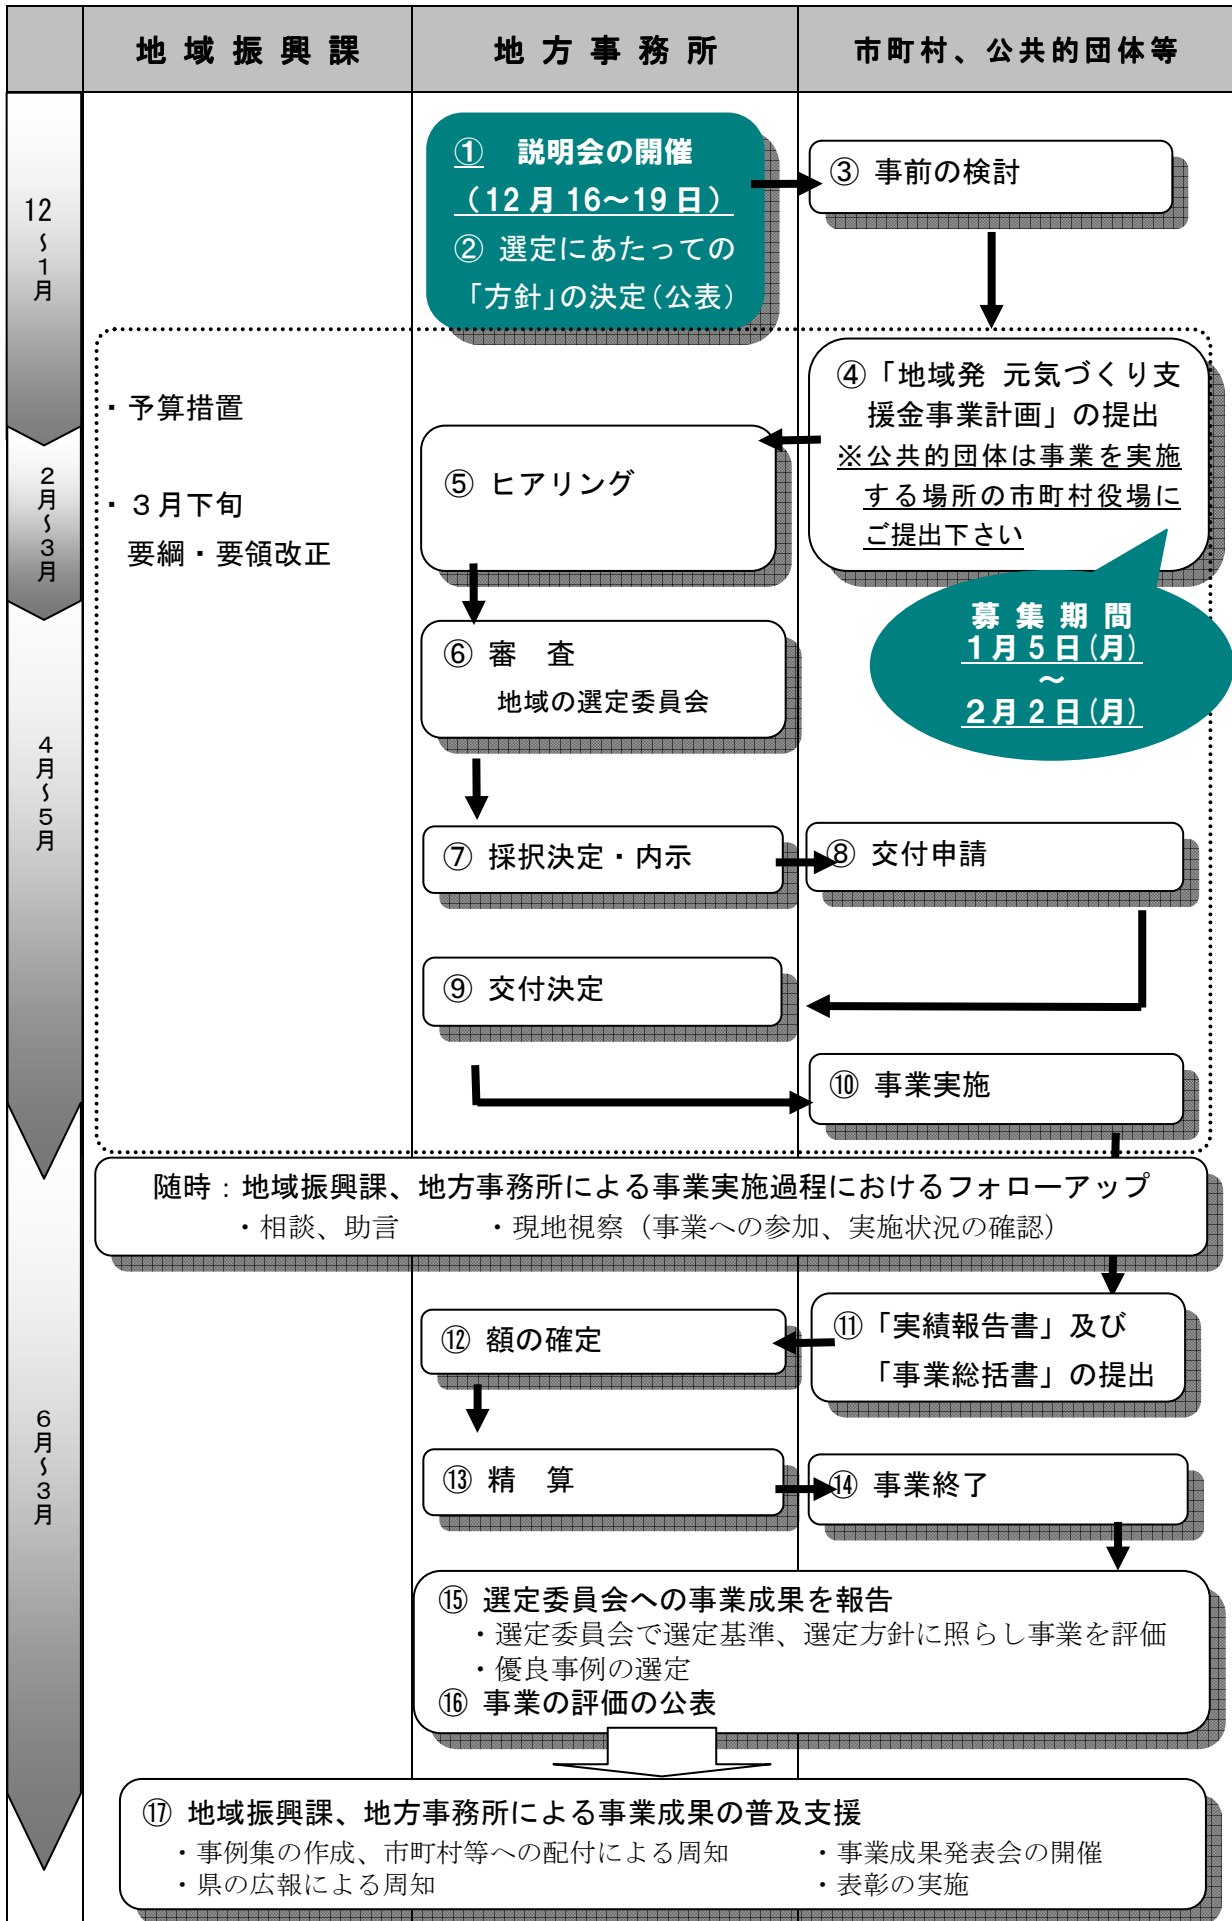 地域振興課
地方事務所
市町村、公共的団体等
12～1月
① 説明会の開催
（12月16～19日）
② 選定にあたっての
「方針」の決定（公表）
③ 事前の検討
・予算措置
・３月下旬
要綱・要領改正
④「地域発 元気づくり支
援金事業計画」の提出
※公共的団体は事業を実施
する場所の市町村役場に
ご提出下さい
２月～３月
⑤ ヒアリング
募集期間
１月５日(月)
～
２月２日(月)
⑥ 審　査
地域の選定委員会
４月～５月
⑦ 採択決定・内示
⑧ 交付申請
⑨ 交付決定
⑩ 事業実施
随時：地域振興課、地方事務所による事業実施過程におけるフォローアップ
・相談、助言　・現地視察（事業への参加、実施状況の確認）
６月～３月
⑪「実績報告書」及び
「事業総括書」の提出
⑫ 額の確定
⑬ 精　算
⑭ 事業終了
⑮ 選定委員会への事業成果を報告
・選定委員会で選定基準、選定方針に照らし事業を評価
・優良事例の選定
⑯ 事業の評価の公表
⑰ 地域振興課、地方事務所による事業成果の普及支援
・事例集の作成、市町村等への配付による周知　・事業成果発表会の開催
・県の広報による周知　・表彰の実施